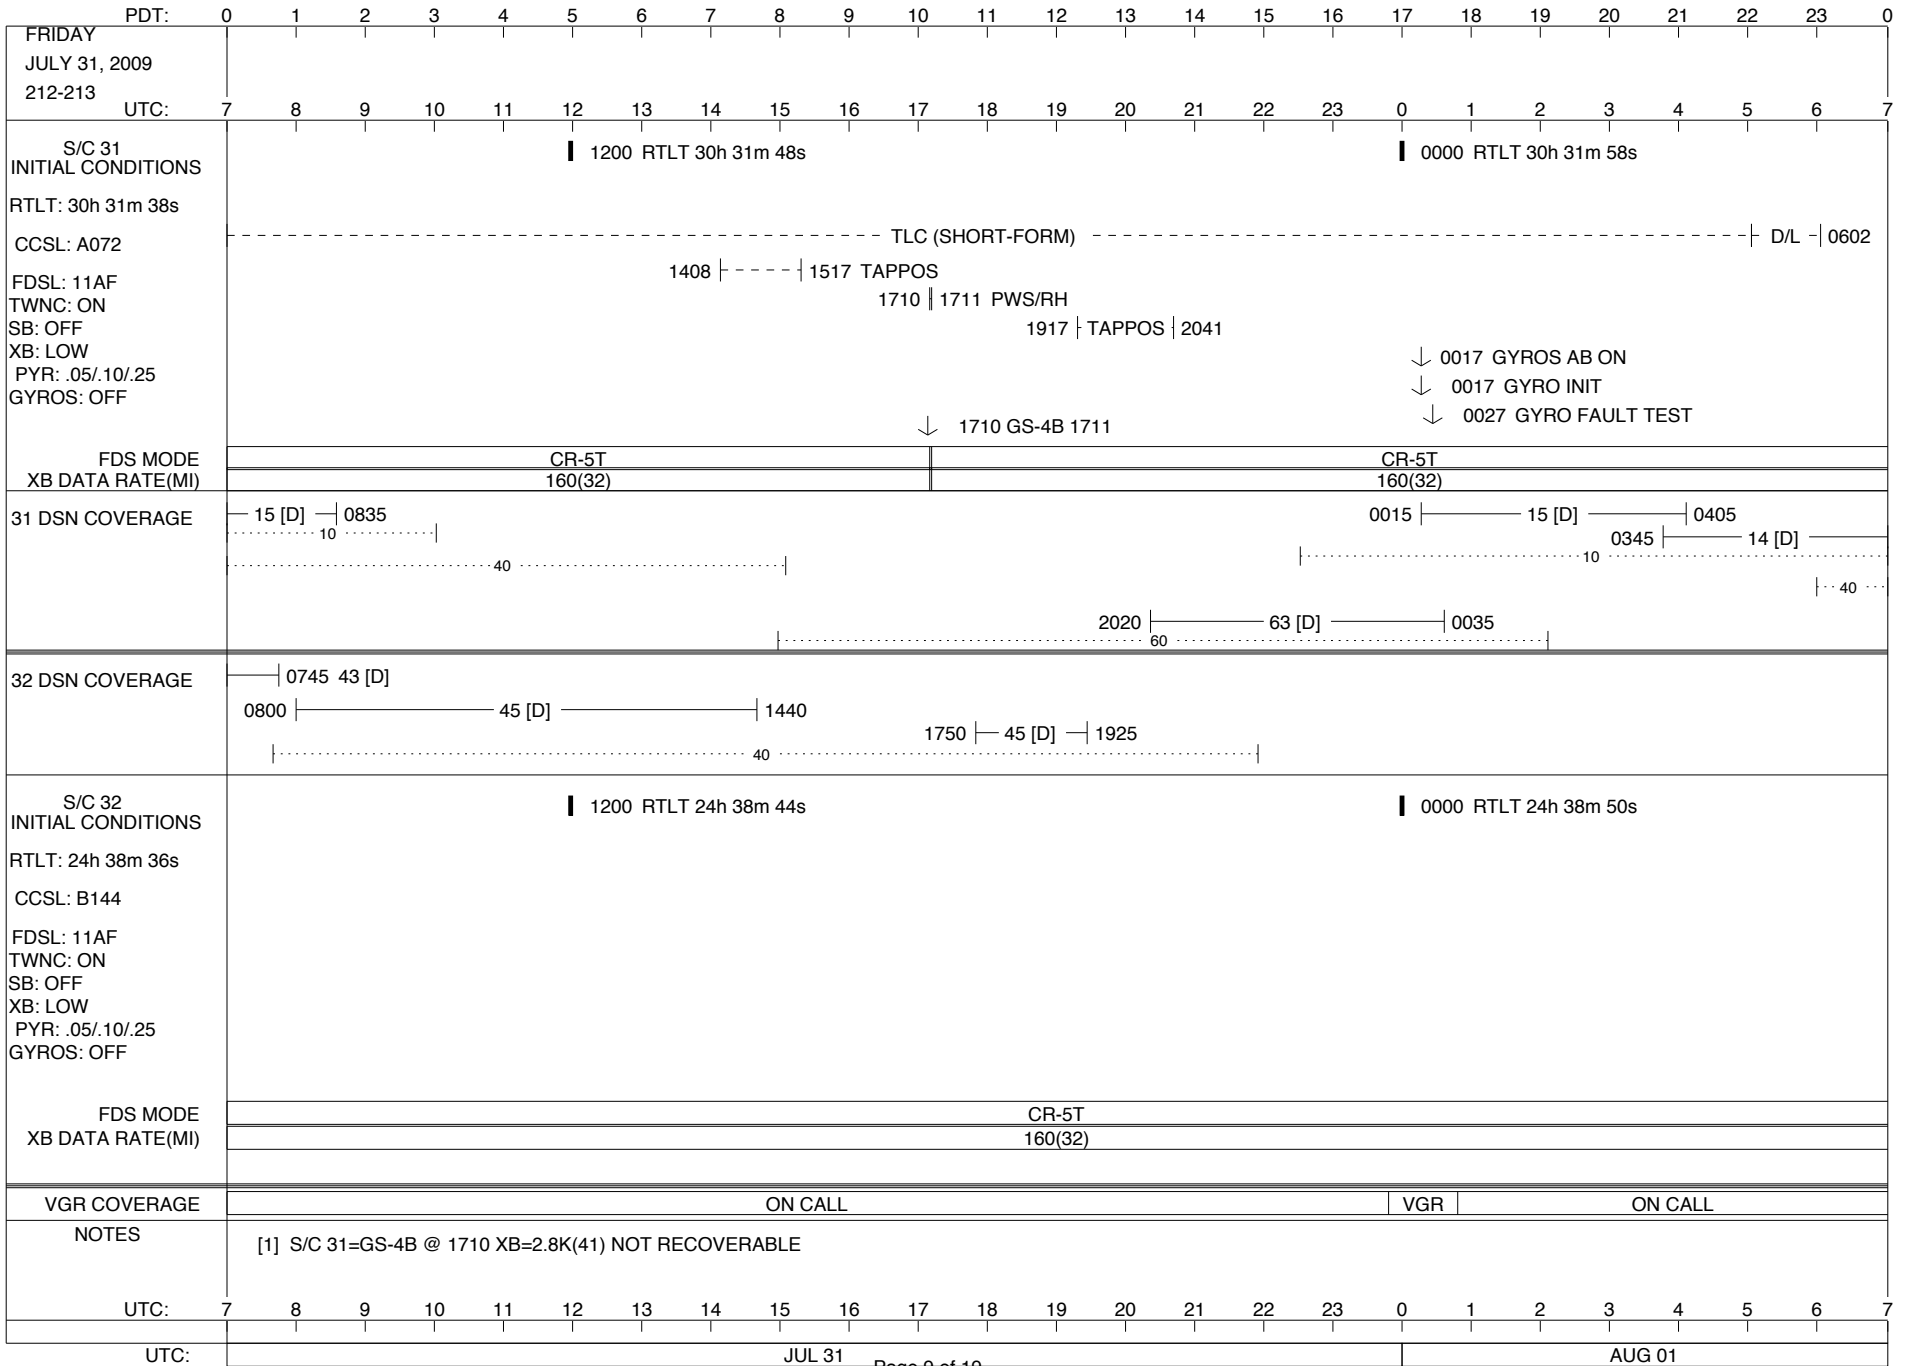 PDT: 0 1 2 3 4 5 6 7 8 9 10 11 12 13 14 15 16 17 18 19 20 21 22 23 0
FRIDAY
JULY 31, 2009
212-213
UTC: 7 8 9 10 11 12 13 14 15 16 17 18 19 20 21 22 23 0 1 2 3 4 5 6 7
S/C 31
INITIAL CONDITIONS
1200 RTLT 30h 31m 48s
0000 RTLT 30h 31m 58s
RTLT: 30h 31m 38s
CCSL: A072
TLC (SHORT-FORM)
D/L 0602
1408 1517 TAPPOS
FDSL: 11AF
TWNC: ON
1710 1711 PWS/RH
SB: OFF
1917 TAPPOS 2041
XB: LOW
0017 GYROS AB ON
PYR: .05/.10/.25
0017 GYRO INIT
GYROS: OFF
0027 GYRO FAULT TEST
1710 GS-4B 1711
FDS MODE CR-5T CR-5T
XB DATA RATE(MI) 160(32) 160(32)
31 DSN COVERAGE
15 [D] 0835
0015 15 [D] 0405
10
0345 14 [D]
10
40
40
2020 63 [D] 0035
60
32 DSN COVERAGE
0745 43 [D]
0800 45 [D] 1440
1750 45 [D] 1925
40
S/C 32
INITIAL CONDITIONS
1200 RTLT 24h 38m 44s
0000 RTLT 24h 38m 50s
RTLT: 24h 38m 36s
CCSL: B144
FDSL: 11AF
TWNC: ON
SB: OFF
XB: LOW
PYR: .05/.10/.25
GYROS: OFF
FDS MODE CR-5T
XB DATA RATE(MI) 160(32)
VGR COVERAGE ON CALL VGR ON CALL
NOTES
[1] S/C 31=GS-4B @ 1710 XB=2.8K(41) NOT RECOVERABLE
UTC: 7 8 9 10 11 12 13 14 15 16 17 18 19 20 21 22 23 0 1 2 3 4 5 6 7
UTC: JUL 31 AUG 01